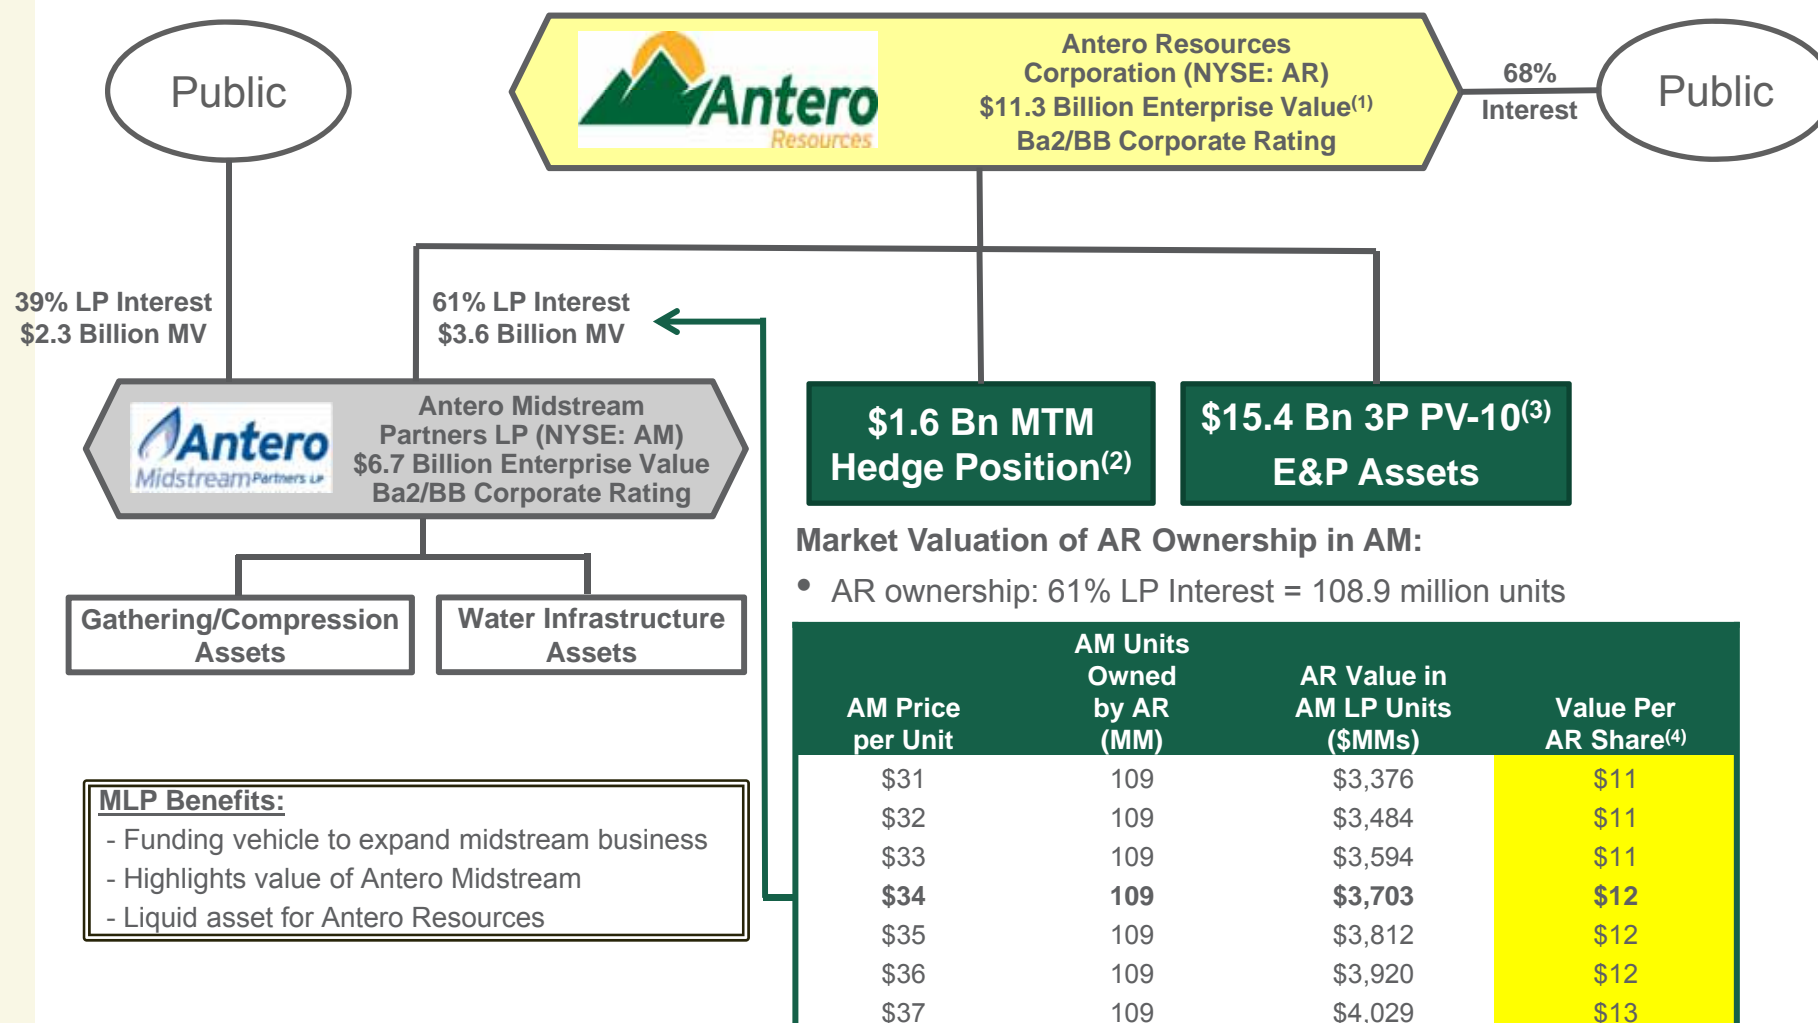 Public
Antero
Resources
Antero Resources
Corporation (NYSE: AR)
$11.3 Billion Enterprise Value(1)
Ba2/BB Corporate Rating
68%
Interest
Public
39% LP Interest
$2.3 Billion MV
61% LP Interest
$3.6 Billion MV
Antero
Midstream Partners LP
Antero Midstream
Partners LP (NYSE: AM)
$6.7 Billion Enterprise Value
Ba2/BB Corporate Rating
$1.6 Bn MTM
Hedge Position(2)
$15.4 Bn 3P PV-10(3)
E&P Assets
Gathering/Compression
Assets
Water Infrastructure
Assets
Market Valuation of AR Ownership in AM:
• AR ownership: 61% LP Interest = 108.9 million units
AM Price
per Unit
AM Units
Owned
by AR
(MM)
AR Value in
AM LP Units
($MMs)
Value Per
AR Share(4)
$31 109 $3,376 $11
$32 109 $3,484 $11
$33 109 $3,594 $11
$34 109 $3,703 $12
$35 109 $3,812 $12
$36 109 $3,920 $12
$37 109 $4,029 $13
MLP Benefits:
- Funding vehicle to expand midstream business
- Highlights value of Antero Midstream
- Liquid asset for Antero Resources